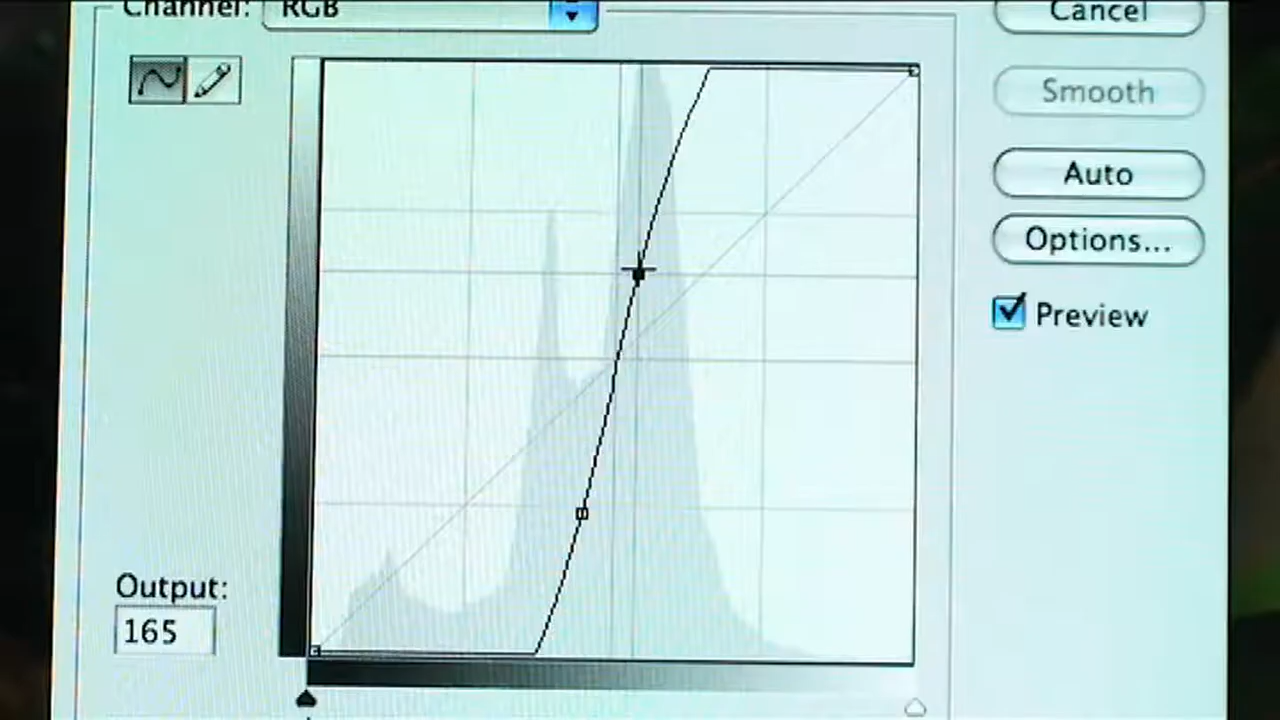 Channel: RGB
Cancel
Smooth
Auto
Options...
Preview
Output:
165